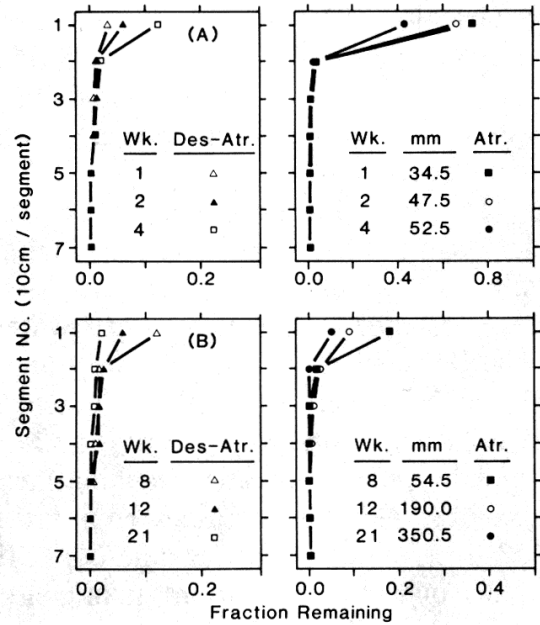 Segment No. (10cm / segment)
1
3
5
7
(A)
Wk. Des-Atr.
1
2
4
0.0 0.2
Wk. mm Atr.
1 34.5
2 47.5
4 52.5
0.0 0.4 0.8
1
3
5
7
(B)
Wk. Des-Atr.
8
12
21
0.0 0.2
Wk. mm Atr.
8 54.5
12 190.0
21 350.5
0.0 0.2 0.4
Fraction Remaining